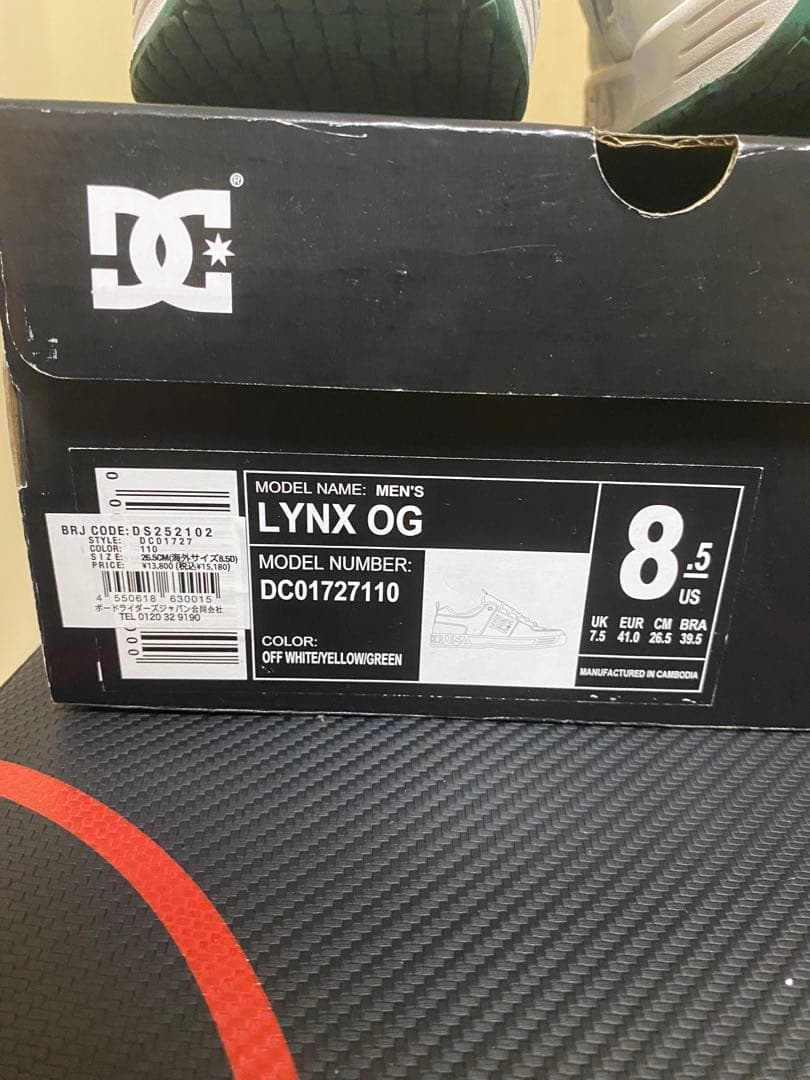 DC®
BRJ CODE: DS252102
STYLE: DC01727
COLOR: 110
SIZE: 26.5CM(海外サイズ8.5D)
PRICE: ¥13,800 (税込¥15,180)
4 550618 630015
ボードライダーズジャパン合同会社
TEL 0120 32 9190
MODEL NAME: MEN'S
LYNX OG
MODEL NUMBER:
DC01727110
COLOR:
OFF WHITE/YELLOW/GREEN
8.5
US
UK EUR CM BRA
7.5 41.0 26.5 39.5
MANUFACTURED IN CAMBODIA